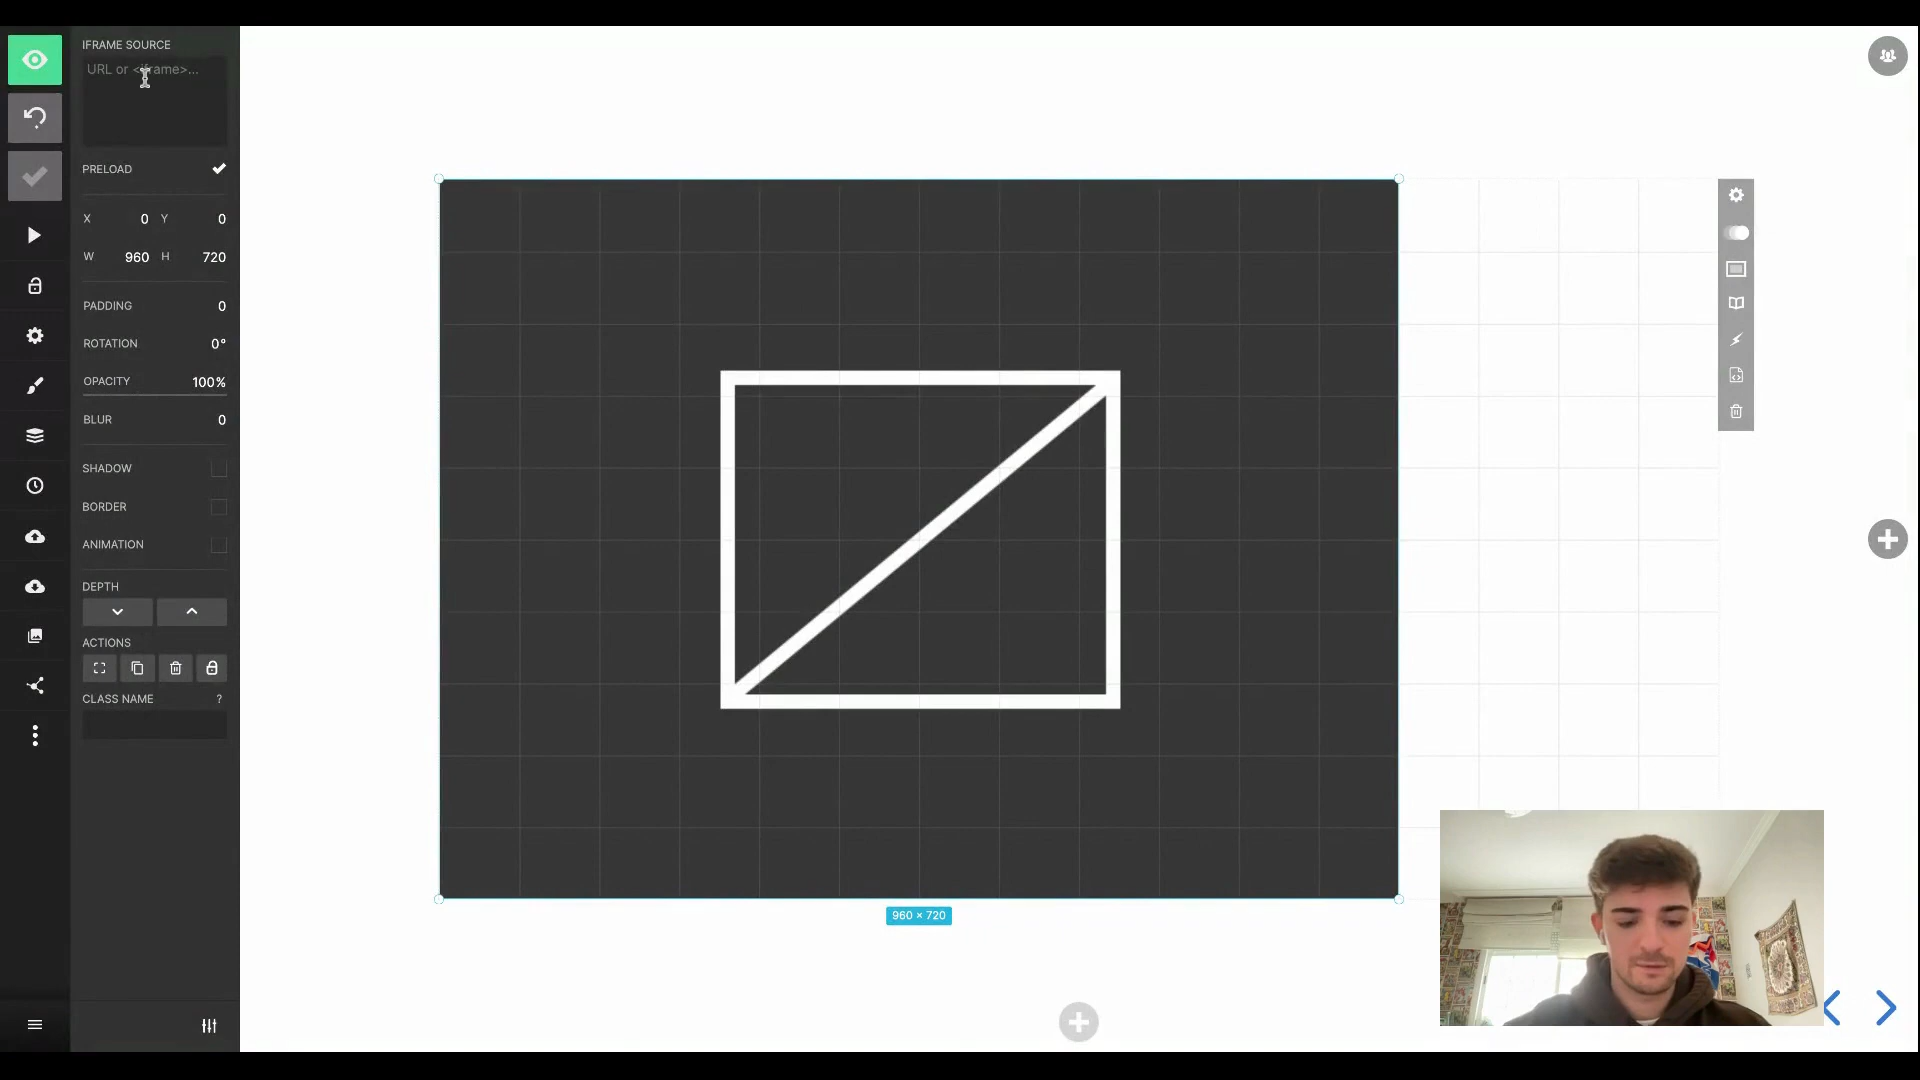 IFRAME SOURCE
URL or <iframe>...
PRELOAD
X 0 Y 0
W 960 H 720
PADDING 0
ROTATION 0°
OPACITY 100%
BLUR 0
SHADOW
BORDER
ANIMATION
DEPTH
ACTIONS
CLASS NAME ?
960 × 720